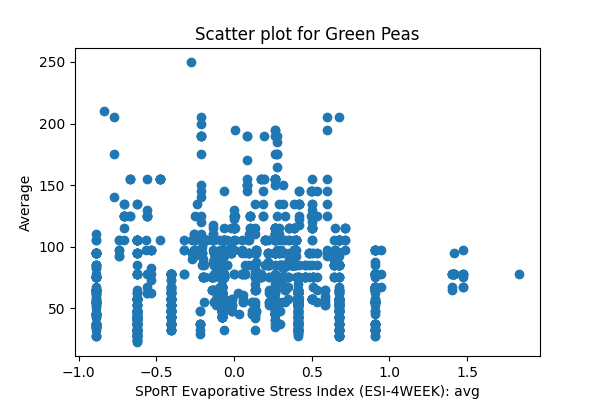 Scatter plot for Green Peas
250
200
150
100
50
Average
−1.0 −0.5 0.0 0.5 1.0 1.5
SPoRT Evaporative Stress Index (ESI-4WEEK): avg